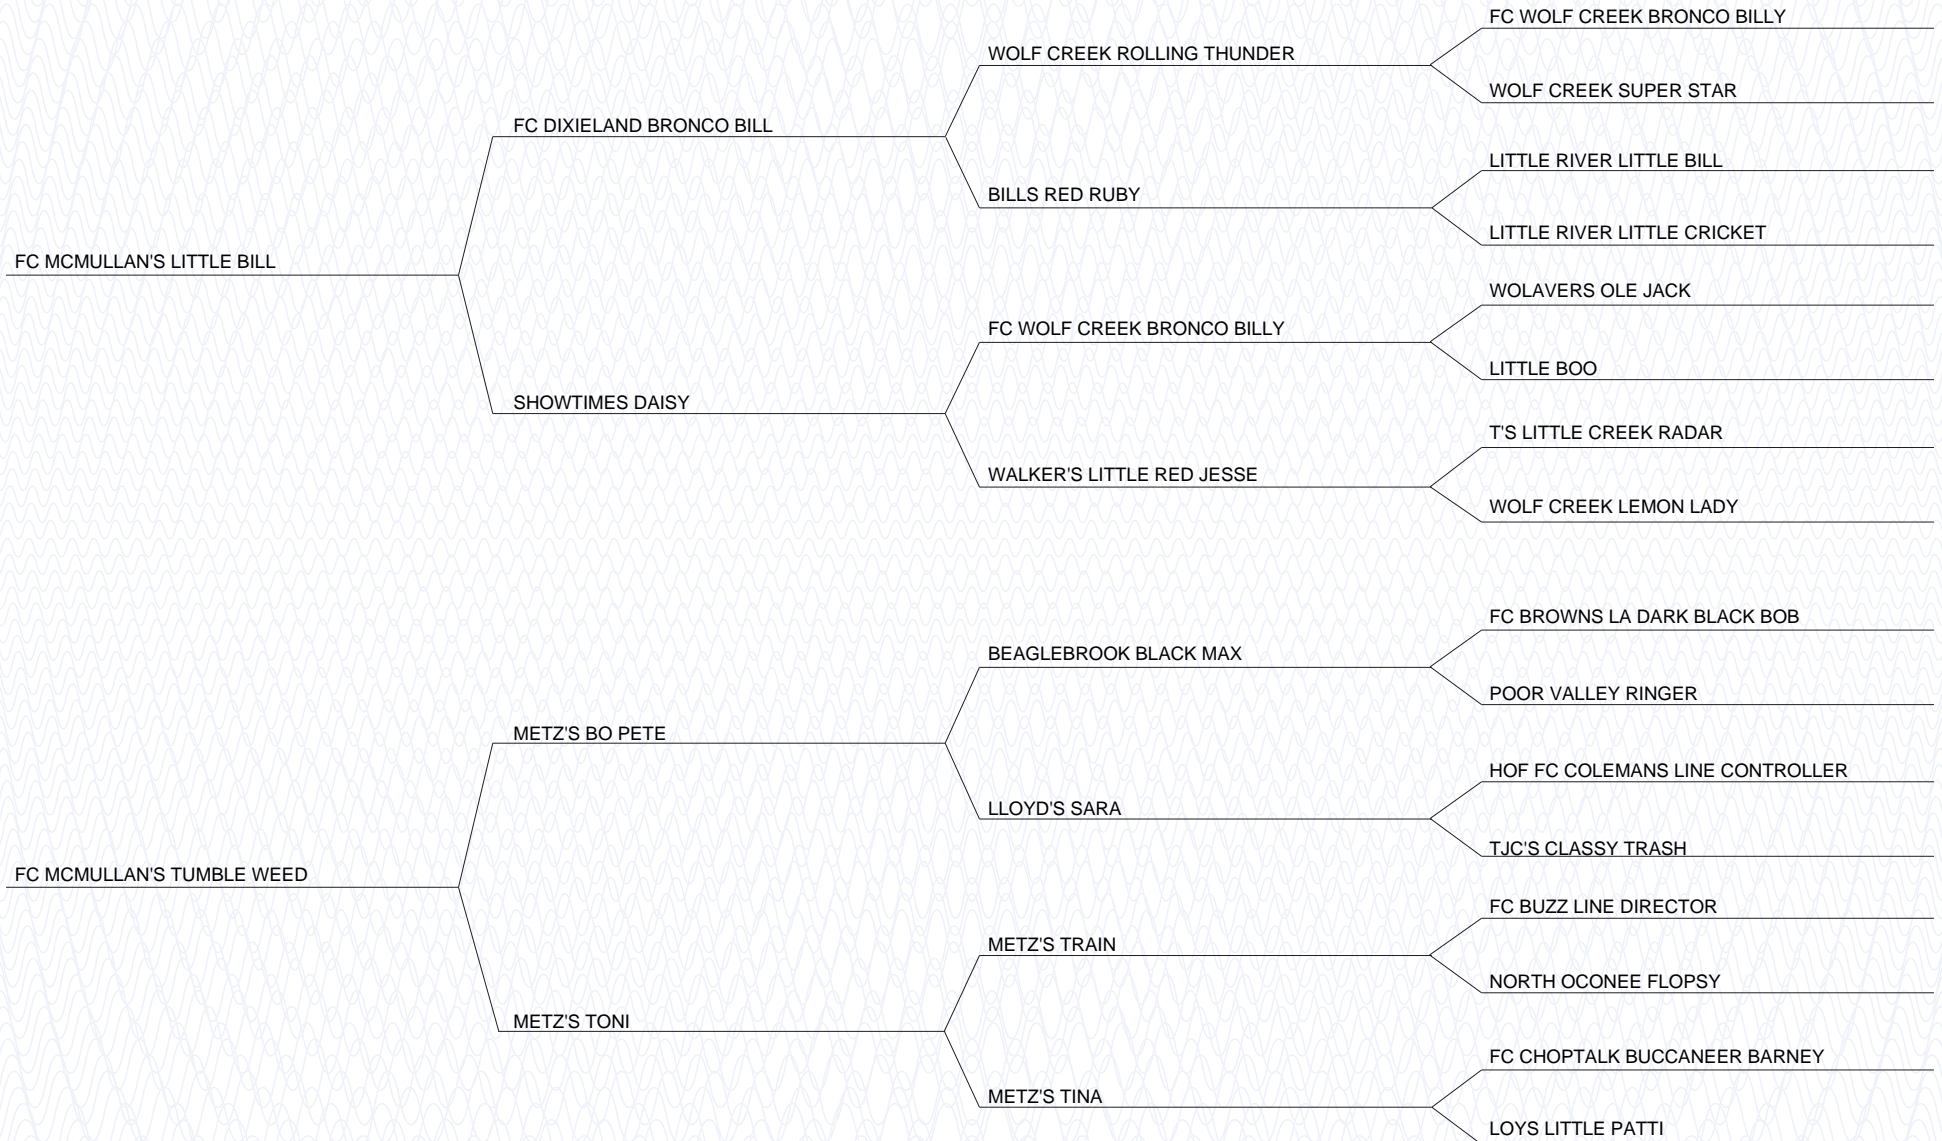 FC WOLF CREEK BRONCO BILLY
WOLF CREEK ROLLING THUNDER
WOLF CREEK SUPER STAR
FC DIXIELAND BRONCO BILL
LITTLE RIVER LITTLE BILL
BILLS RED RUBY
LITTLE RIVER LITTLE CRICKET
FC MCMULLAN'S LITTLE BILL
WOLAVERS OLE JACK
FC WOLF CREEK BRONCO BILLY
LITTLE BOO
SHOWTIMES DAISY
T'S LITTLE CREEK RADAR
WALKER'S LITTLE RED JESSE
WOLF CREEK LEMON LADY
FC BROWNS LA DARK BLACK BOB
BEAGLEBROOK BLACK MAX
POOR VALLEY RINGER
METZ'S BO PETE
HOF FC COLEMANS LINE CONTROLLER
LLOYD'S SARA
TJC'S CLASSY TRASH
FC MCMULLAN'S TUMBLE WEED
FC BUZZ LINE DIRECTOR
METZ'S TRAIN
NORTH OCONEE FLOPSY
METZ'S TONI
FC CHOPTALK BUCCANEER BARNEY
METZ'S TINA
LOYS LITTLE PATTI